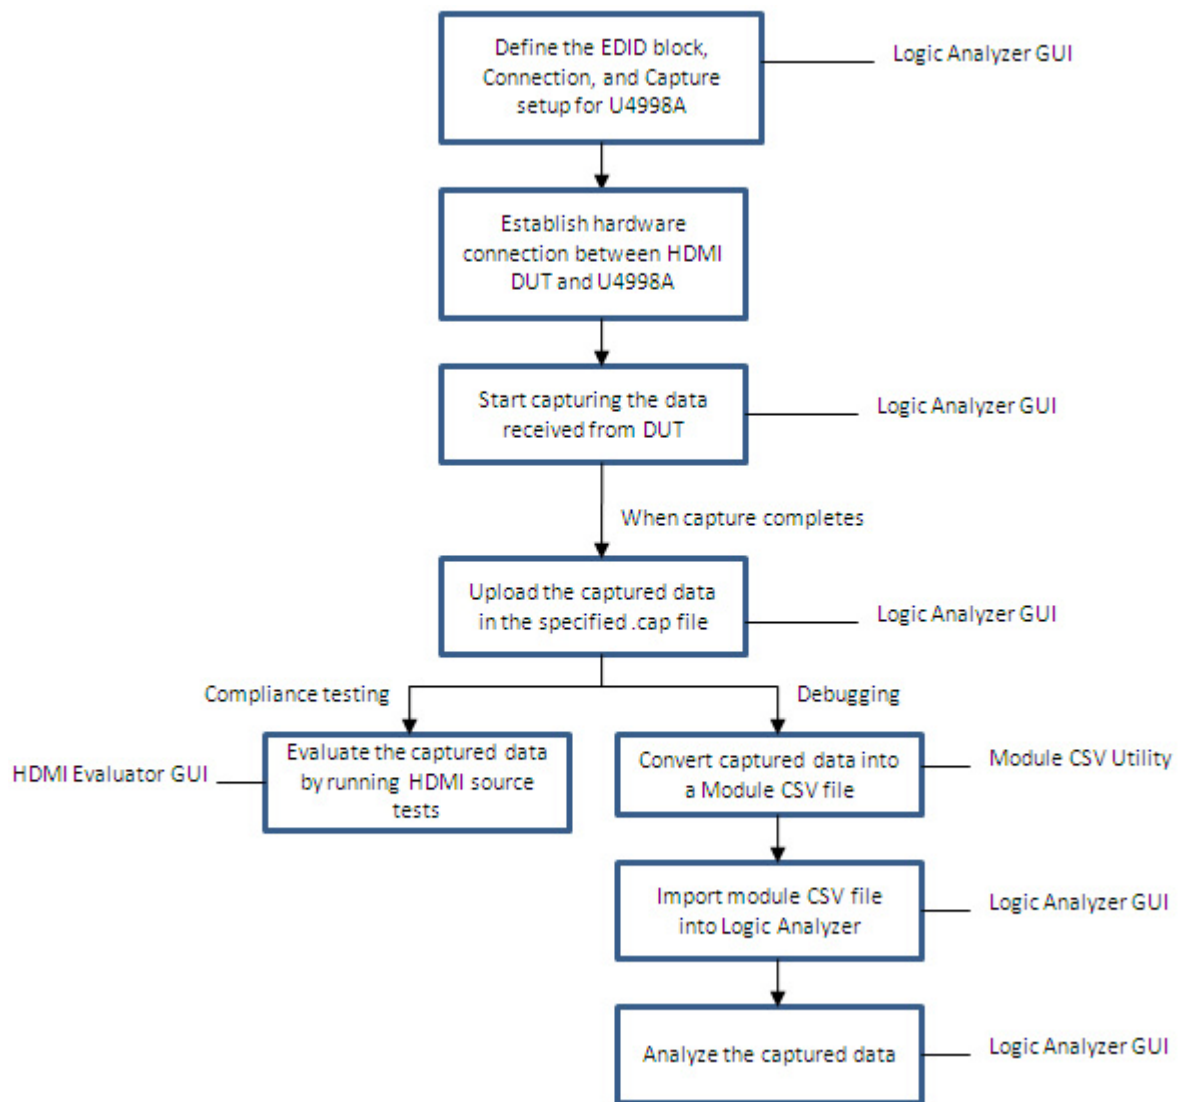 Define the EDID block,
Connection, and Capture
setup for U4998A
Logic Analyzer GUI
Establish hardware
connection between HDMI
DUT and U4998A
Start capturing the data
received from DUT
Logic Analyzer GUI
When capture completes
Upload the captured data
in the specified .cap file
Logic Analyzer GUI
Compliance testing
Debugging
HDMI Evaluator GUI
Evaluate the captured data
by running HDMI source
tests
Convert captured data into
a Module CSV file
Module CSV Utility
Import module CSV file
into Logic Analyzer
Logic Analyzer GUI
Analyze the captured data
Logic Analyzer GUI